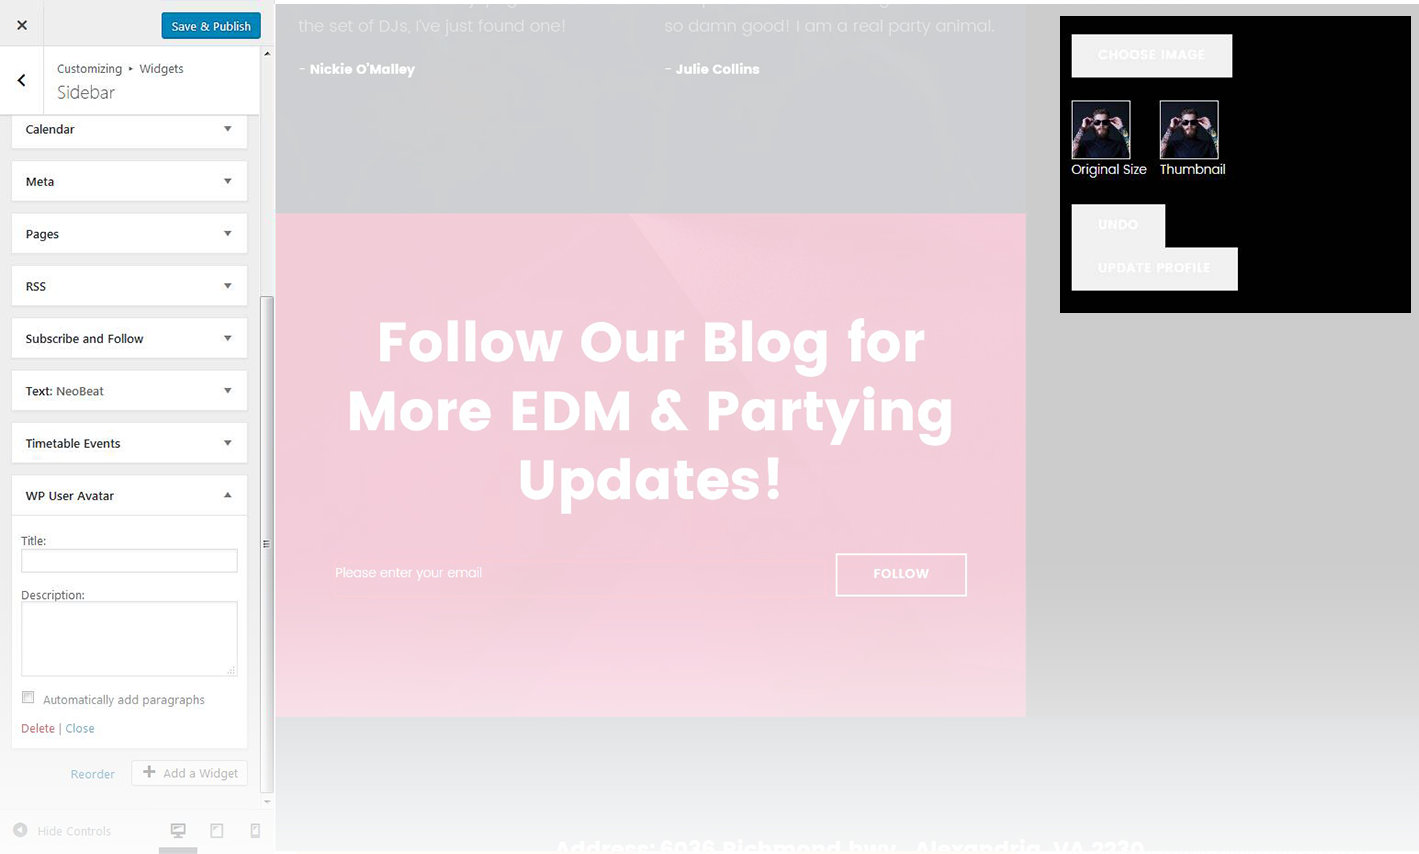 Save & Publish
Customizing ▸ Widgets
Sidebar
Calendar
Meta
Pages
RSS
Subscribe and Follow
Text: NeoBeat
Timetable Events
WP User Avatar
Title:
Description:
Automatically add paragraphs
Delete | Close
Reorder
Add a Widget
Hide Controls
the set of DJs, I've just found one!
- Nickie O'Malley
so damn good! I am a real party animal.
- Julie Collins
Follow Our Blog for
More EDM & Partying
Updates!
Please enter your email
FOLLOW
Address: 6036 Richmond hwy., Alexandria, VA 2230
CHOOSE IMAGE
Original Size
Thumbnail
UNDO
UPDATE PROFILE